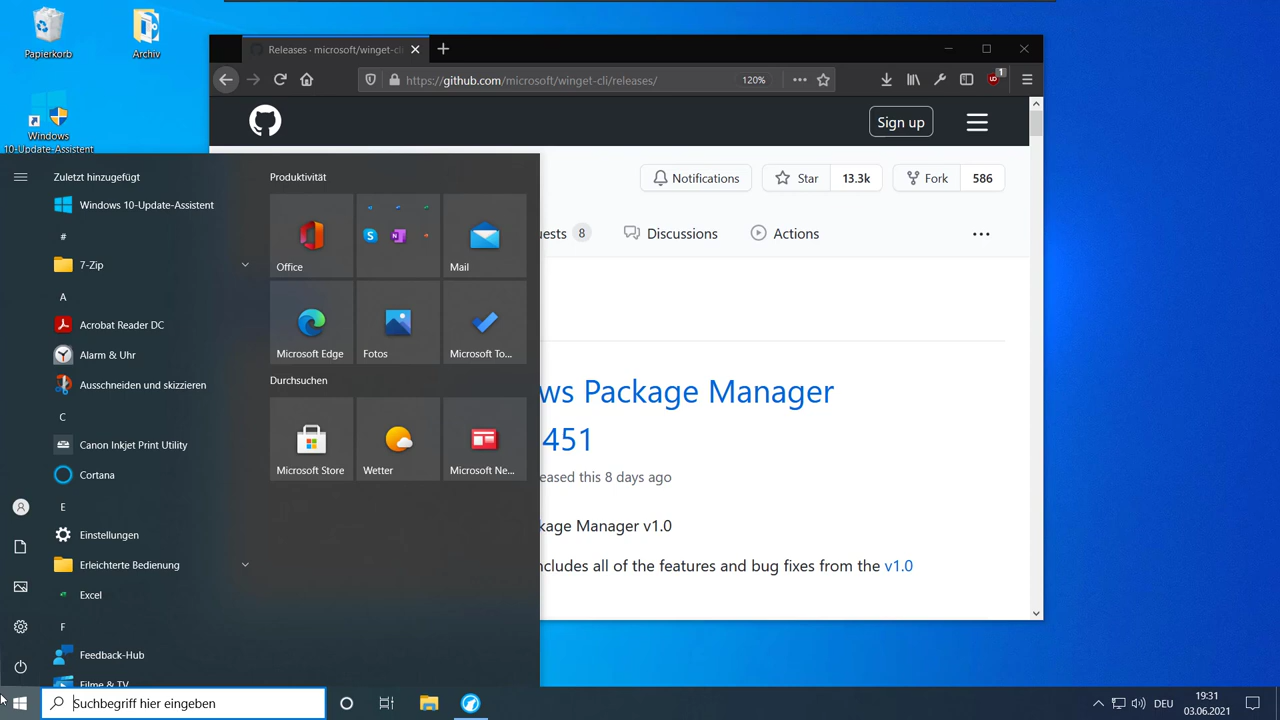 Papierkorb
Archiv
Windows
10-Update-Assistent
Releases · microsoft/winget-cli
https://github.com/microsoft/winget-cli/releases/
120%
1
Sign up
Notifications
Star
13.3k
Fork
586
ests 8
Discussions
Actions
ws Package Manager
451
eased this 8 days ago
kage Manager v1.0
ncludes all of the features and bug fixes from the v1.0
Zuletzt hinzugefügt
Windows 10-Update-Assistent
#
7-Zip
A
Acrobat Reader DC
Alarm & Uhr
Ausschneiden und skizzieren
C
Canon Inkjet Print Utility
Cortana
E
Einstellungen
Erleichterte Bedienung
Excel
F
Feedback-Hub
Filme & TV
Produktivität
Office
Mail
Microsoft Edge
Fotos
Microsoft To...
Durchsuchen
Microsoft Store
Wetter
Microsoft Ne...
Suchbegriff hier eingeben
DEU
19:31
03.06.2021